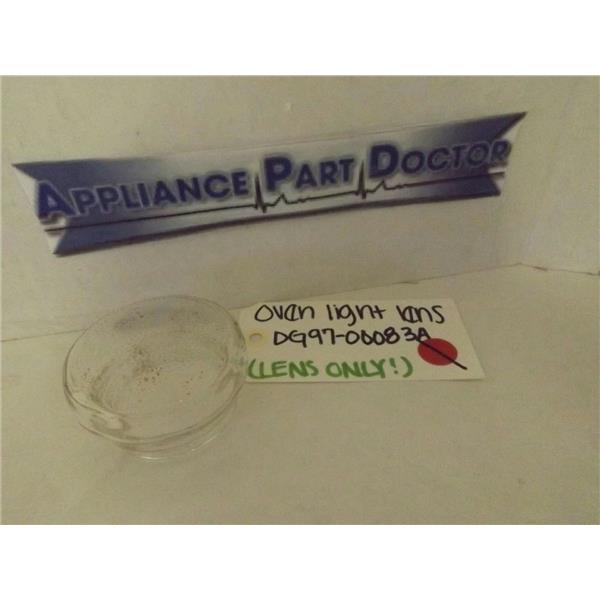 APPLIANCE PART DOCTOR
Oven light lens
DG97-00083A
(LENS ONLY!)